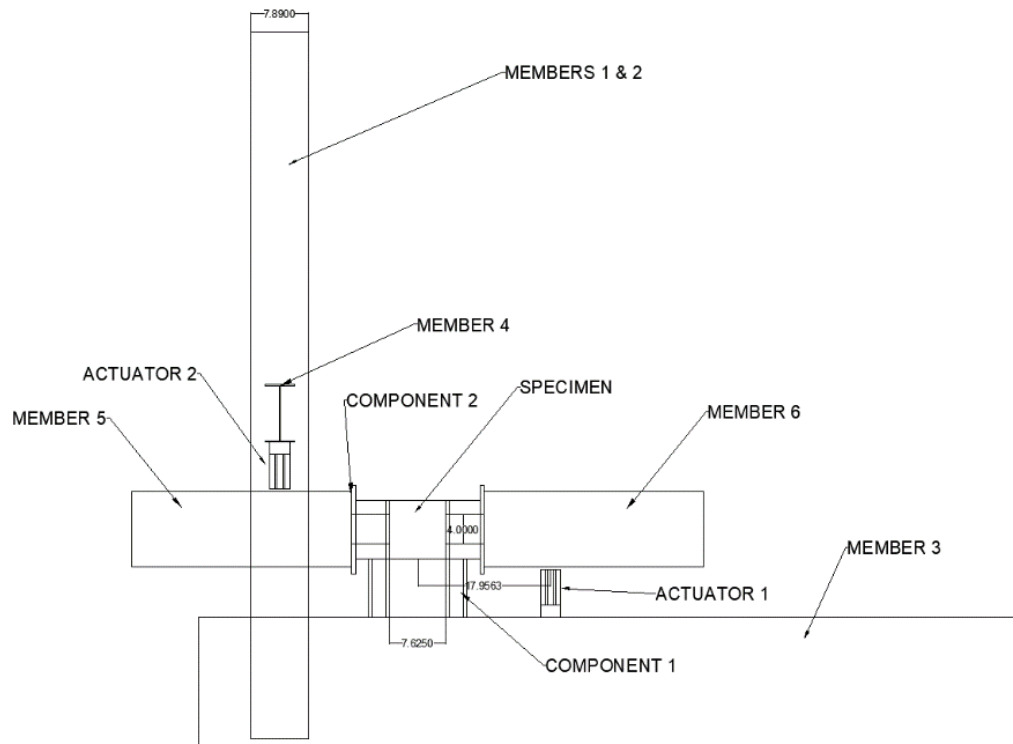 7.8900
MEMBERS 1 & 2
MEMBER 4
ACTUATOR 2
SPECIMEN
COMPONENT 2
MEMBER 5
MEMBER 6
4.0000
MEMBER 3
17.9563
ACTUATOR 1
7.6250
COMPONENT 1